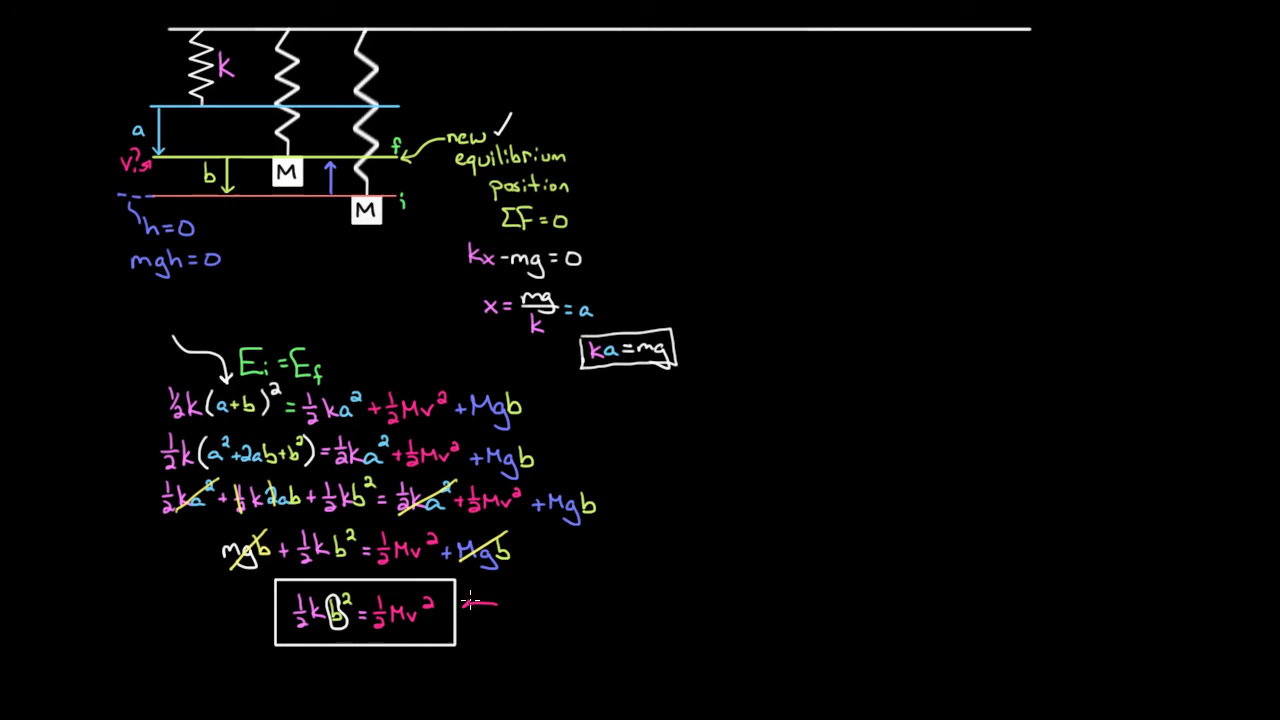 k
a
f
new
v?
equilibrium
b
M
position
i
M
ΣF = 0
h = 0
mgh = 0
kx - mg = 0
x = mg/k = a
ka = mg
Ei = Ef
½k(a+b)² = ½ka² + ½Mv² + Mgb
½k(a² + 2ab + b²) = ½ka² + ½Mv² + Mgb
½ka² + ½k2ab + ½kb² = ½ka² + ½Mv² + Mgb
mgb + ½kb² = ½Mv² + Mgb
½kb² = ½Mv²